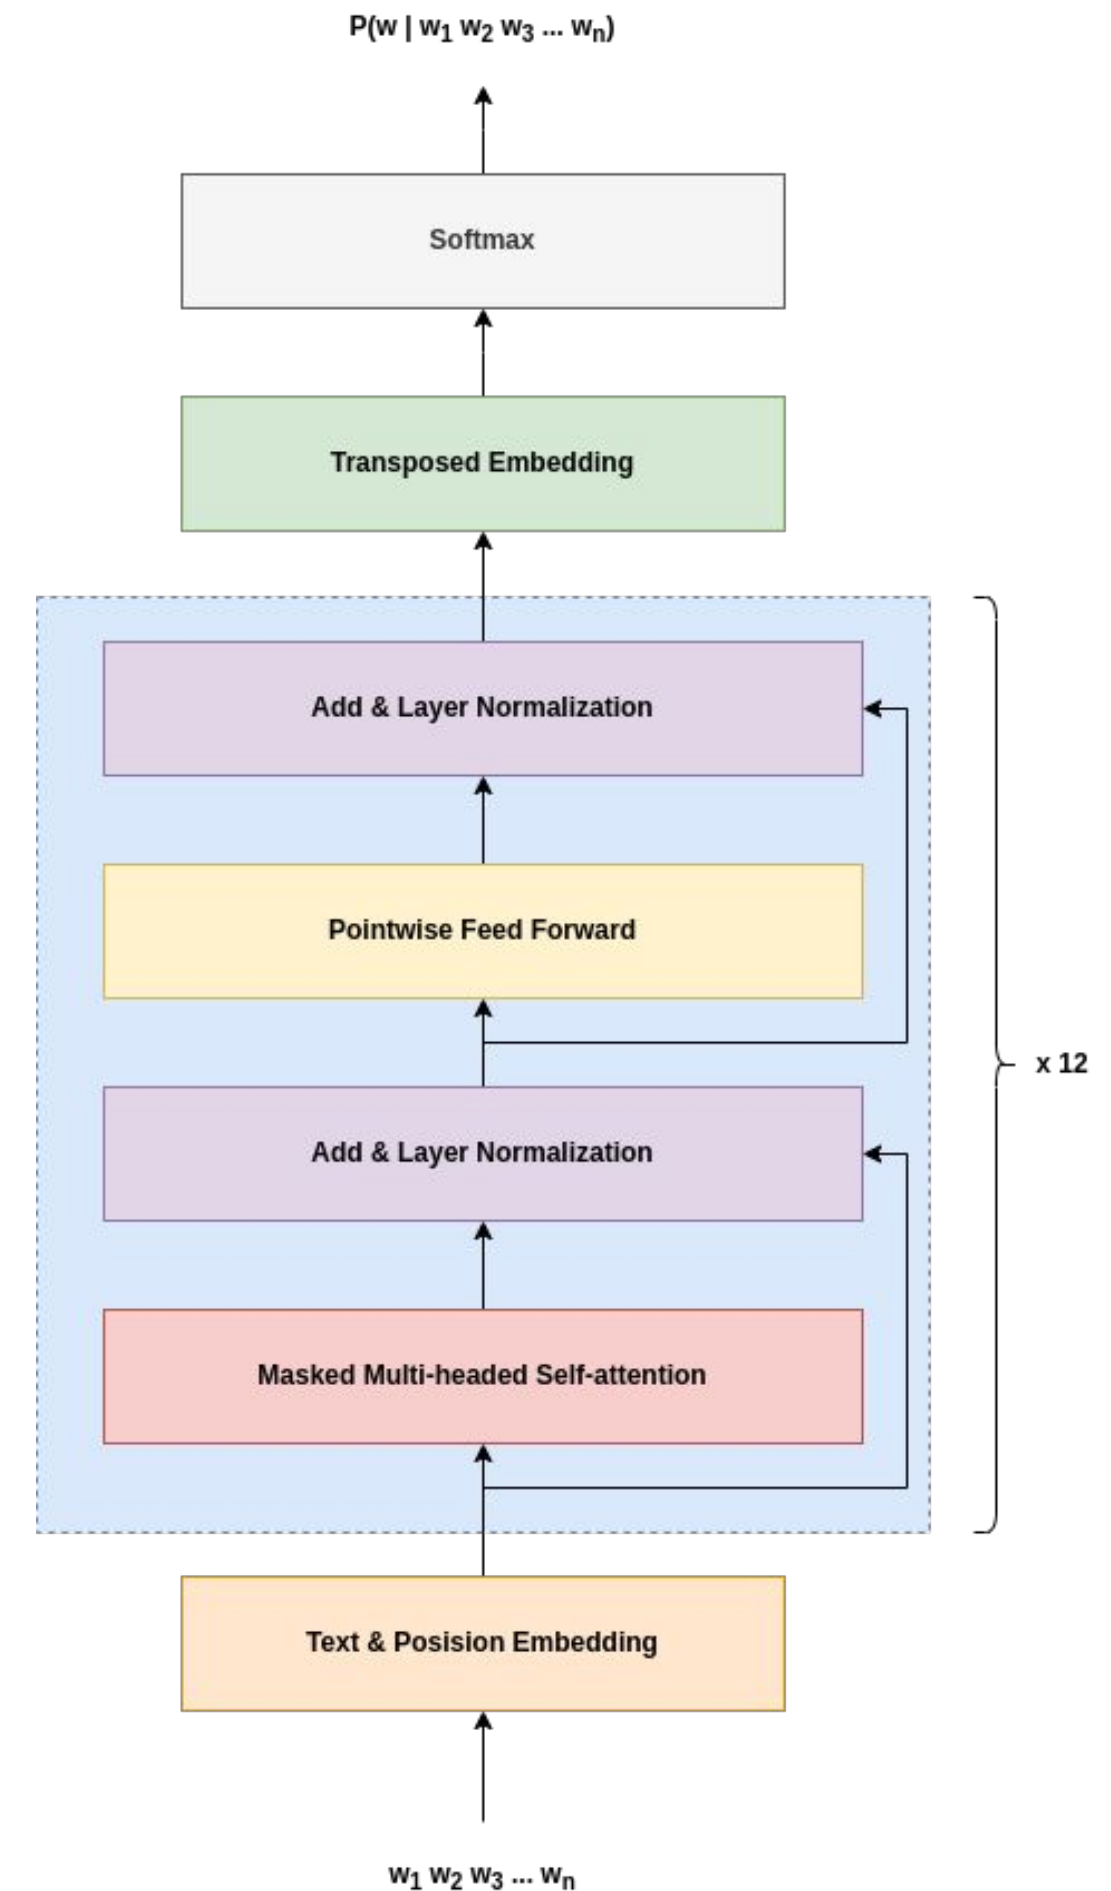 P(w | w₁ w₂ w₃ ... wₙ)
Softmax
Transposed Embedding
Add & Layer Normalization
Pointwise Feed Forward
Add & Layer Normalization
x 12
Masked Multi-headed Self-attention
Text & Posision Embedding
w₁ w₂ w₃ ... wₙ